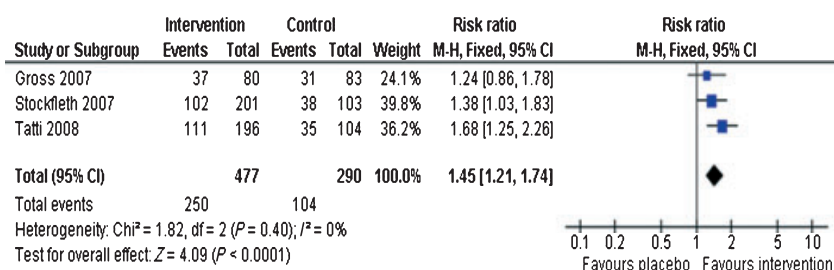 Intervention Control Risk ratio Risk ratio
Study or Subgroup Events Total Events Total Weight M-H, Fixed, 95% CI M-H, Fixed, 95% CI
Gross 2007 37 80 31 83 24.1% 1.24 [0.86, 1.78]
Stockfleth 2007 102 201 38 103 39.8% 1.38 [1.03, 1.83]
Tatti 2008 111 196 35 104 36.2% 1.68 [1.25, 2.26]
Total (95% CI) 477 290 100.0% 1.45 [1.21, 1.74]
Total events 250 104
Heterogeneity: Chi² = 1.82, df = 2 (P = 0.40); I² = 0%
Test for overall effect: Z = 4.09 (P < 0.0001)
0.1 0.2 0.5 1 2 5 10
Favours placebo Favours intervention